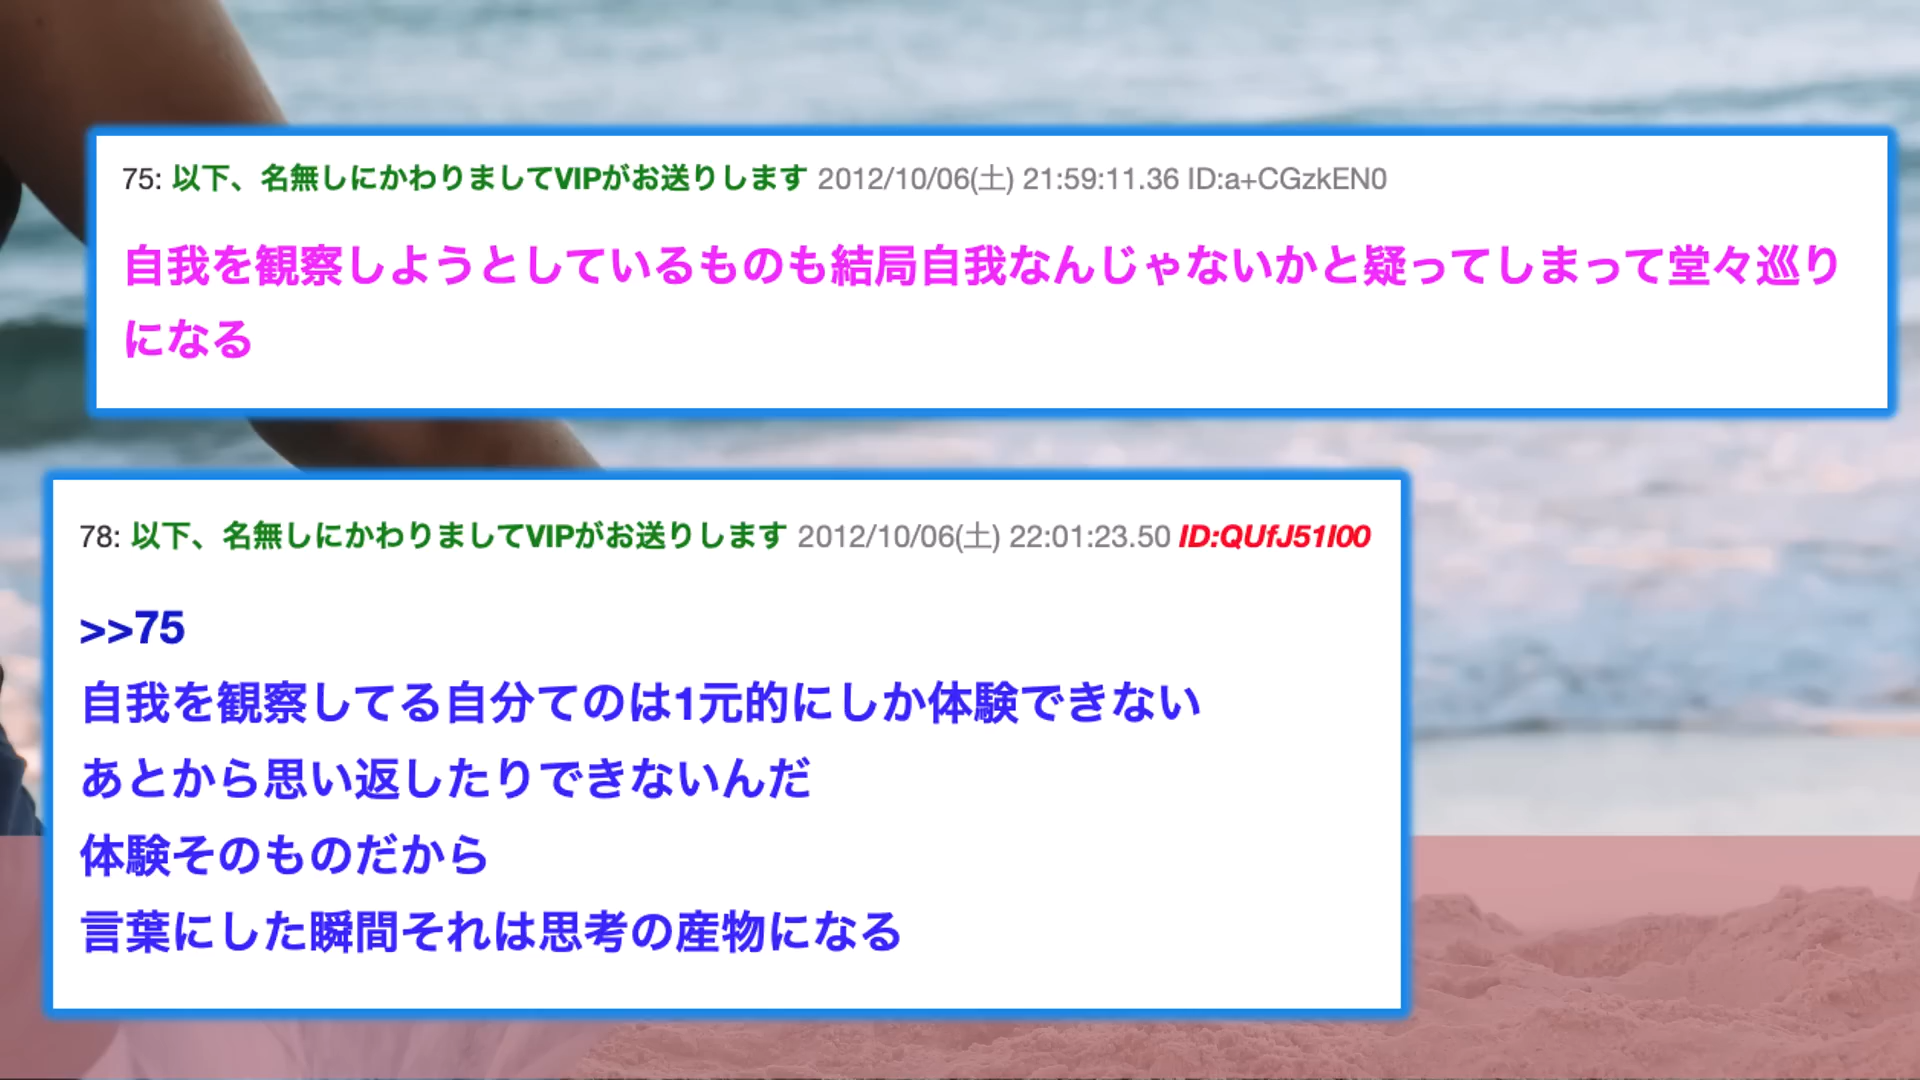 75: 以下、名無しにかわりましてVIPがお送りします 2012/10/06(土) 21:59:11.36 ID:a+CGzkEN0
自我を観察しようとしているものも結局自我なんじゃないかと疑ってしまって堂々巡り
になる
78: 以下、名無しにかわりましてVIPがお送りします 2012/10/06(土) 22:01:23.50 ID:QUfJ51I00
>>75
自我を観察してる自分てのは1元的にしか体験できない
あとから思い返したりできないんだ
体験そのものだから
言葉にした瞬間それは思考の産物になる